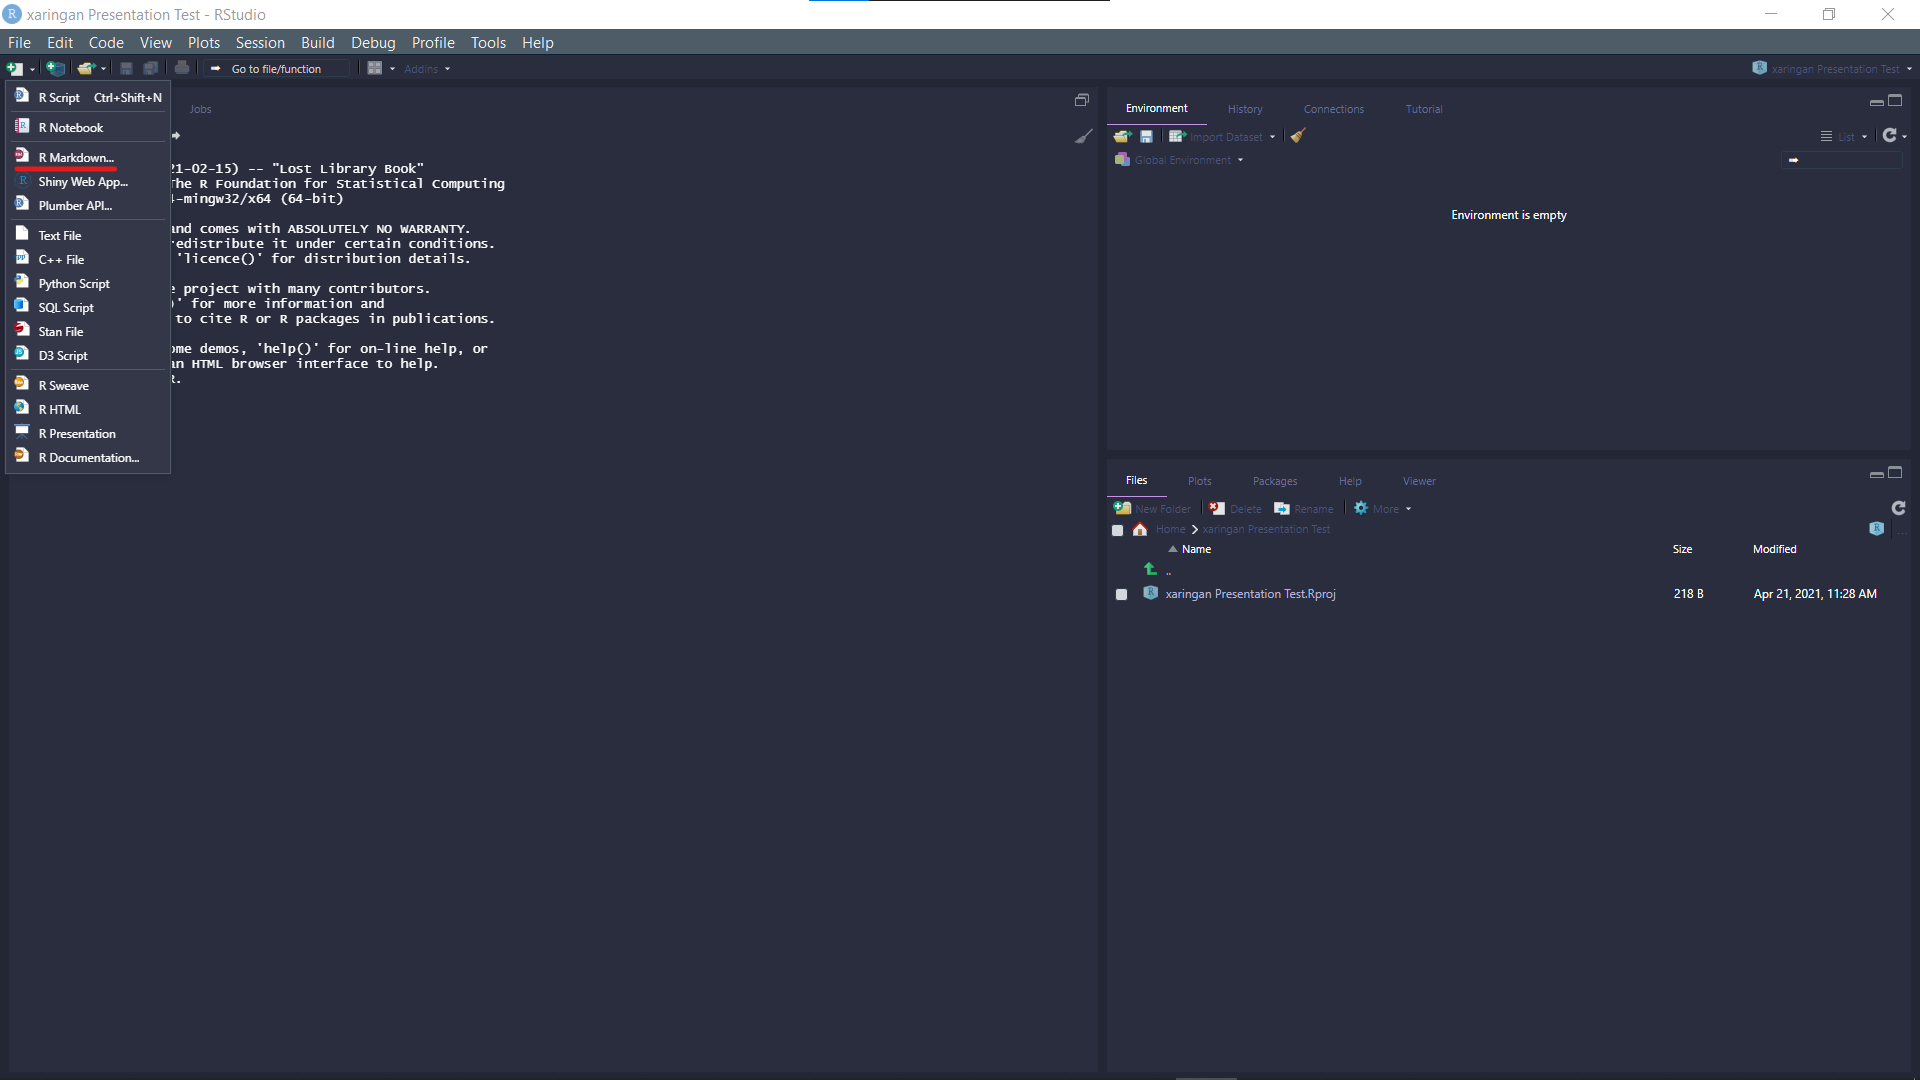 xaringan Presentation Test - RStudio
File Edit Code View Plots Session Build Debug Profile Tools Help
Go to file/function Addins xaringan Presentation Test
R Script Ctrl+Shift+N
R Notebook
R Markdown...
Shiny Web App...
Plumber API...
Text File
C++ File
Python Script
SQL Script
Stan File
D3 Script
R Sweave
R HTML
R Presentation
R Documentation...
Jobs
21-02-15) -- "Lost Library Book"
The R Foundation for Statistical Computing
4-mingw32/x64 (64-bit)
and comes with ABSOLUTELY NO WARRANTY.
redistribute it under certain conditions.
'licence()' for distribution details.
e project with many contributors.
)' for more information and
to cite R or R packages in publications.
ome demos, 'help()' for on-line help, or
an HTML browser interface to help.
R.
Environment History Connections Tutorial
Import Dataset List
Global Environment
Environment is empty
Files Plots Packages Help Viewer
New Folder Delete Rename More
Home xaringan Presentation Test
Name Size Modified
..
xaringan Presentation Test.Rproj 218 B Apr 21, 2021, 11:28 AM